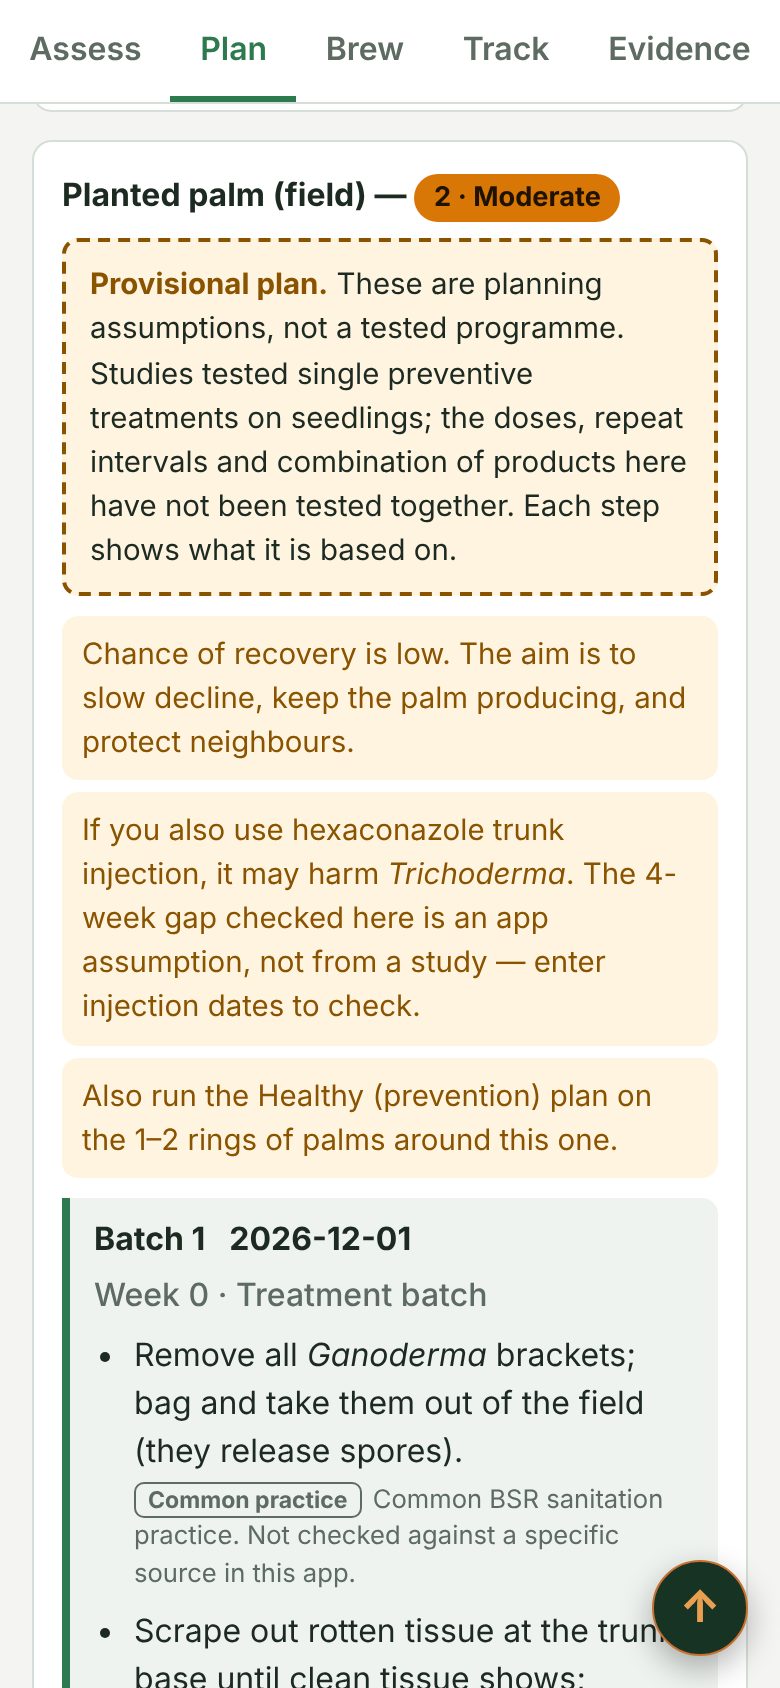 Assess Plan Brew Track Evidence
Planted palm (field) — 2 · Moderate
Provisional plan. These are planning
assumptions, not a tested programme.
Studies tested single preventive
treatments on seedlings; the doses, repeat
intervals and combination of products here
have not been tested together. Each step
shows what it is based on.
Chance of recovery is low. The aim is to
slow decline, keep the palm producing, and
protect neighbours.
If you also use hexaconazole trunk
injection, it may harm Trichoderma. The 4-
week gap checked here is an app
assumption, not from a study — enter
injection dates to check.
Also run the Healthy (prevention) plan on
the 1–2 rings of palms around this one.
Batch 1 2026-12-01
Week 0 · Treatment batch
• Remove all Ganoderma brackets;
bag and take them out of the field
(they release spores).
Common practice Common BSR sanitation
practice. Not checked against a specific
source in this app.
• Scrape out rotten tissue at the
base until clean tissue shows;